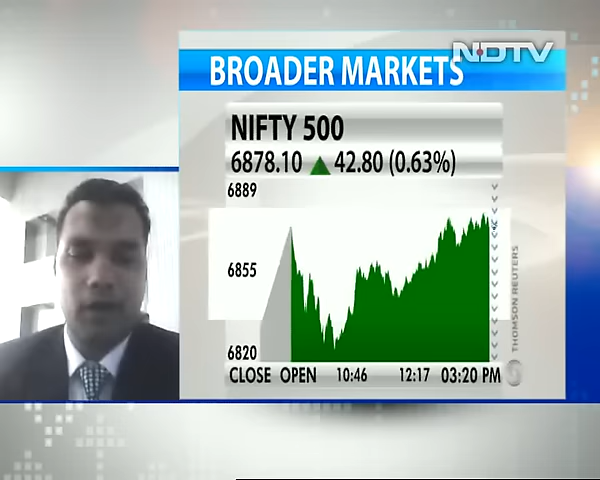 NDTV
BROADER MARKETS
NIFTY 500
6878.10 ▲ 42.80 (0.63%)
6889
6855
6820
CLOSE OPEN 10:46 12:17 03:20 PM
THOMSON REUTERS